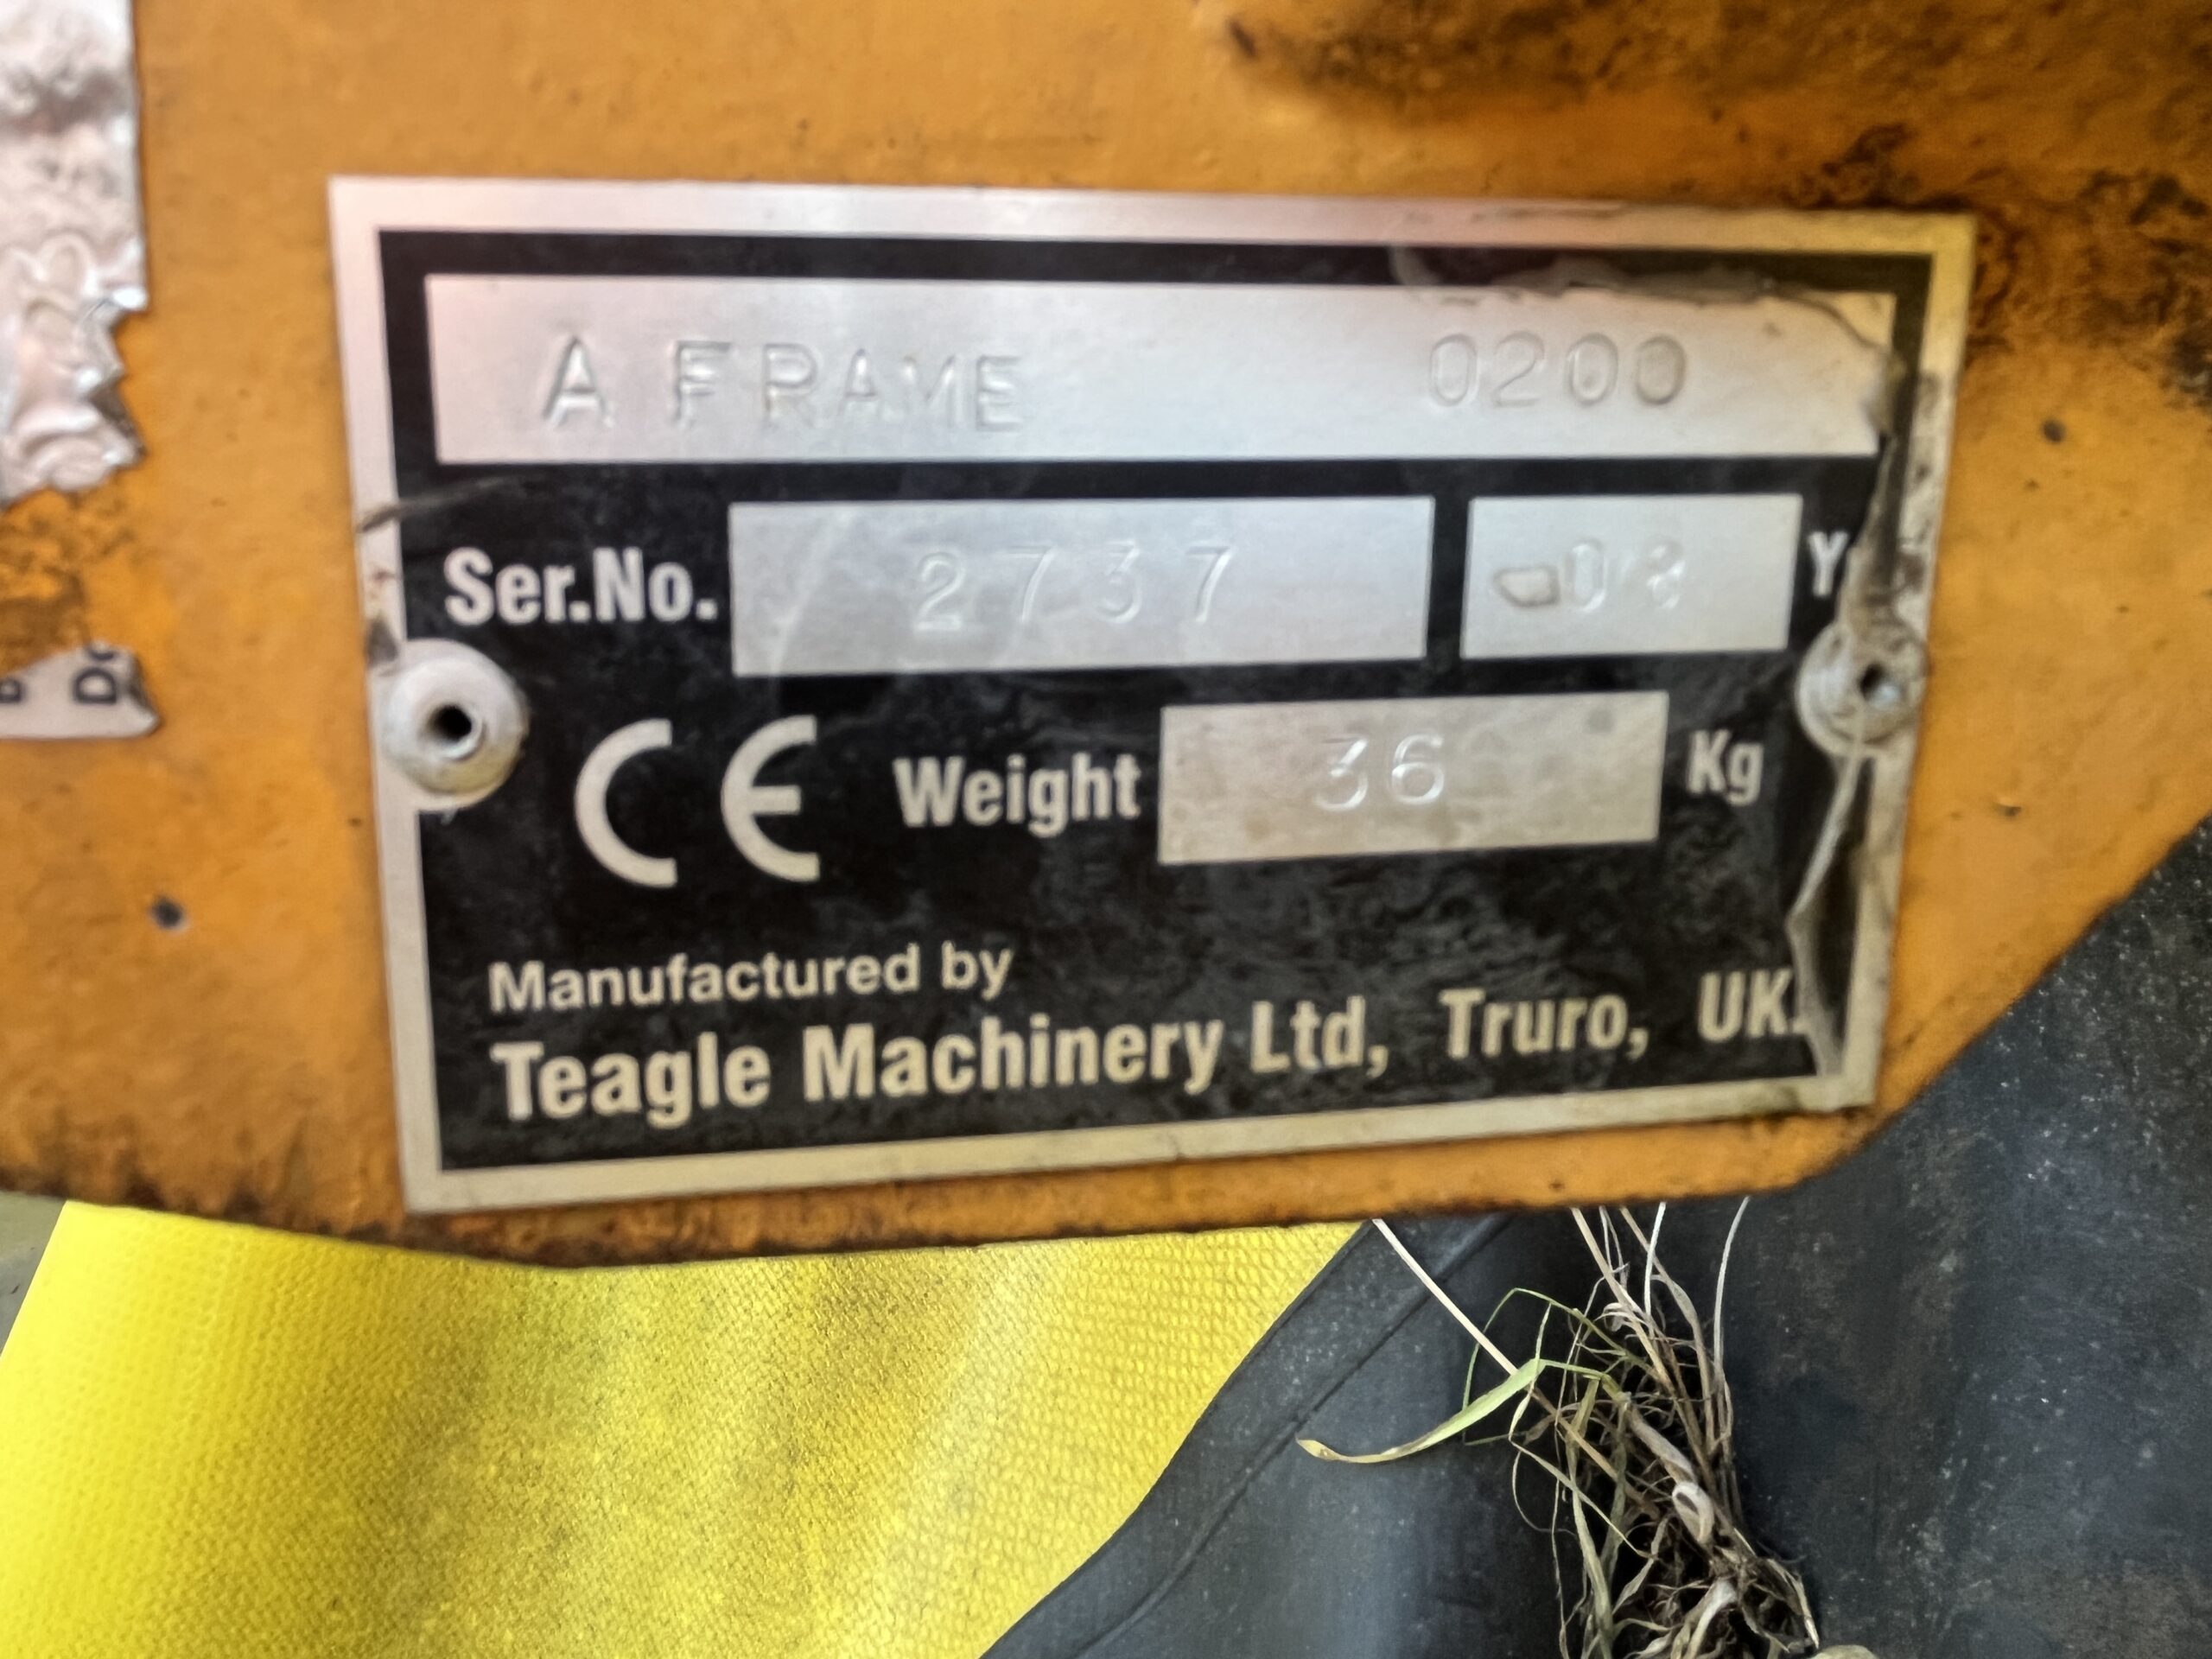 A FRAME 0200
Ser.No. 2737 -08 Y
CE Weight 36 Kg
Manufactured by
Teagle Machinery Ltd, Truro, UK.